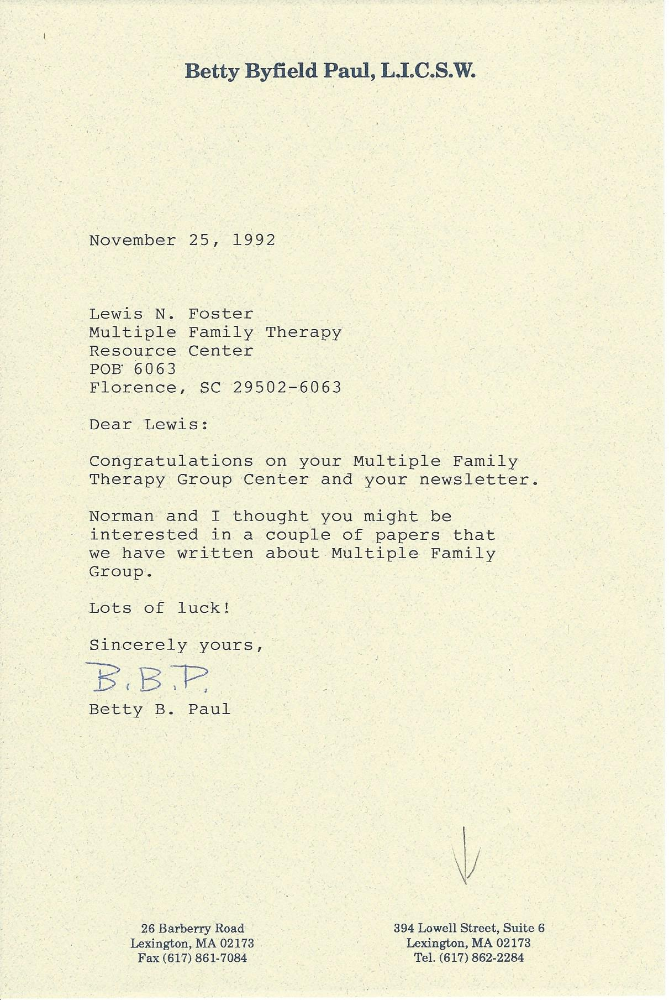 Betty Byfield Paul, L.I.C.S.W.
November 25, 1992
Lewis N. Foster
Multiple Family Therapy
Resource Center
POB 6063
Florence, SC 29502-6063
Dear Lewis:
Congratulations on your Multiple Family
Therapy Group Center and your newsletter.
Norman and I thought you might be
interested in a couple of papers that
we have written about Multiple Family
Group.
Lots of luck!
Sincerely yours,
B.B.P.
Betty B. Paul
26 Barberry Road
Lexington, MA 02173
Fax (617) 861-7084
394 Lowell Street, Suite 6
Lexington, MA 02173
Tel. (617) 862-2284